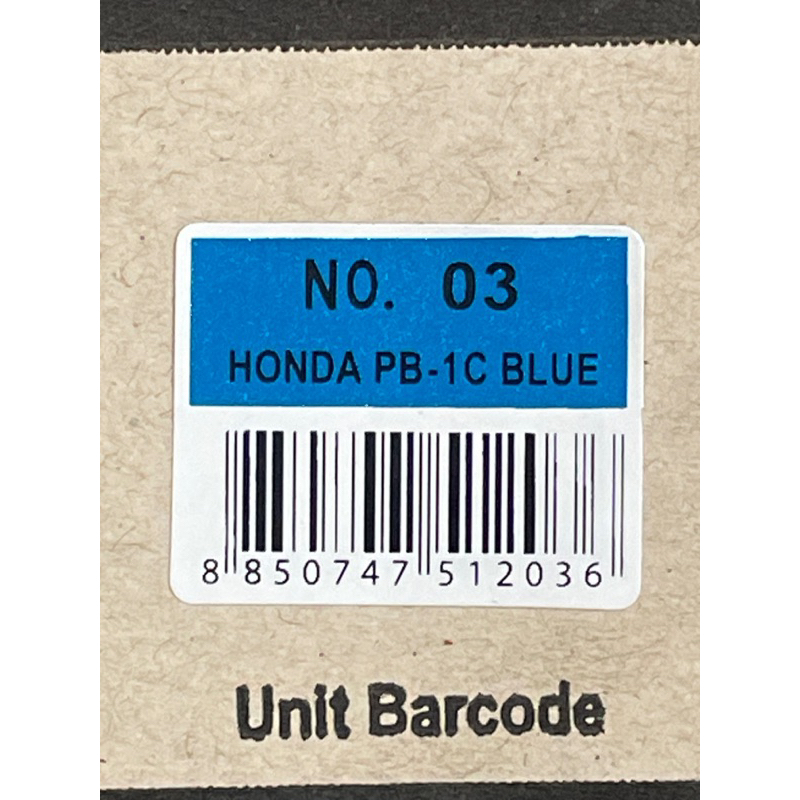 NO. 03
HONDA PB-1C BLUE
8 850747 512036
Unit Barcode